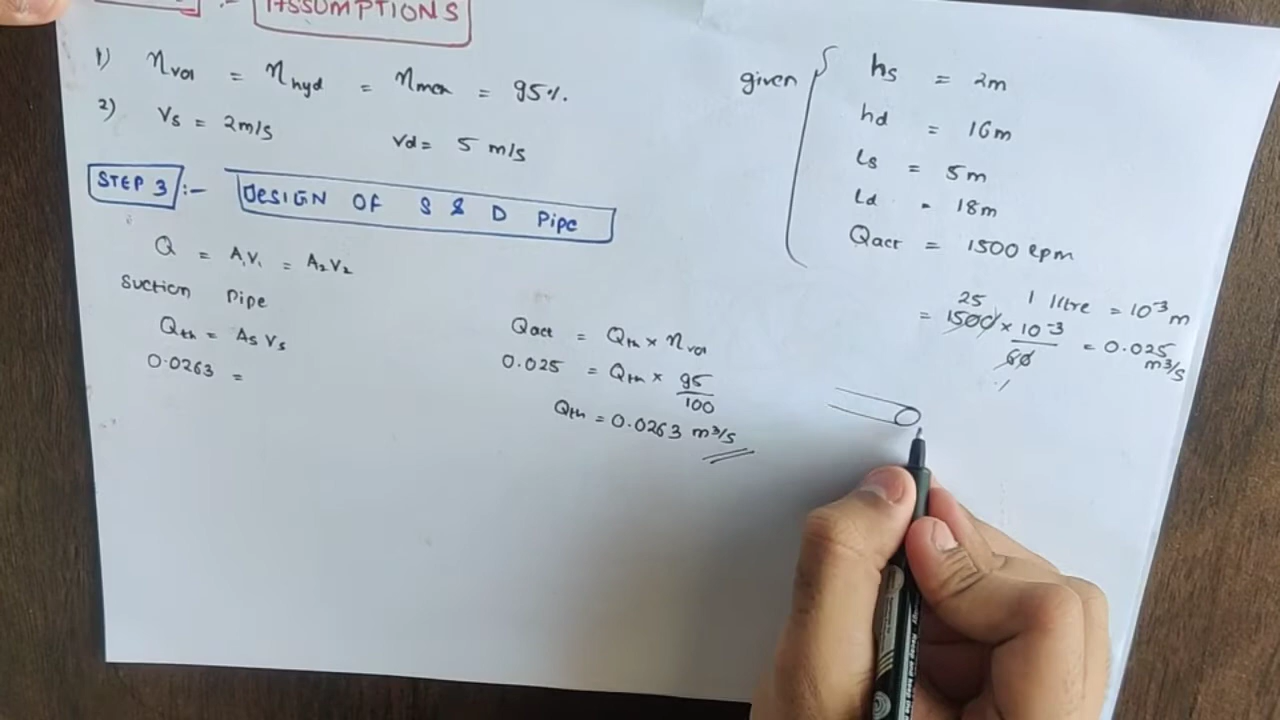 :- ASSUMPTIONS
1) ηvol = ηhyd = ηmcn = 95%.
2) Vs = 2m/s Vd = 5 m/s
STEP 3 :- DESIGN OF S & D Pipe
Q = A1V1 = A2V2
Suction Pipe
Qth = As Vs
0.0263 =
Qact = Qth × ηvol
0.025 = Qth × 95/100
Qth = 0.0263 m³/s
given { hs = 2m
hd = 16m
Ls = 5m
Ld = 18m
Qact = 1500 lpm
25 1 litre = 10⁻³ m
= 1500 × 10⁻³ / 60 = 0.025 m³/s